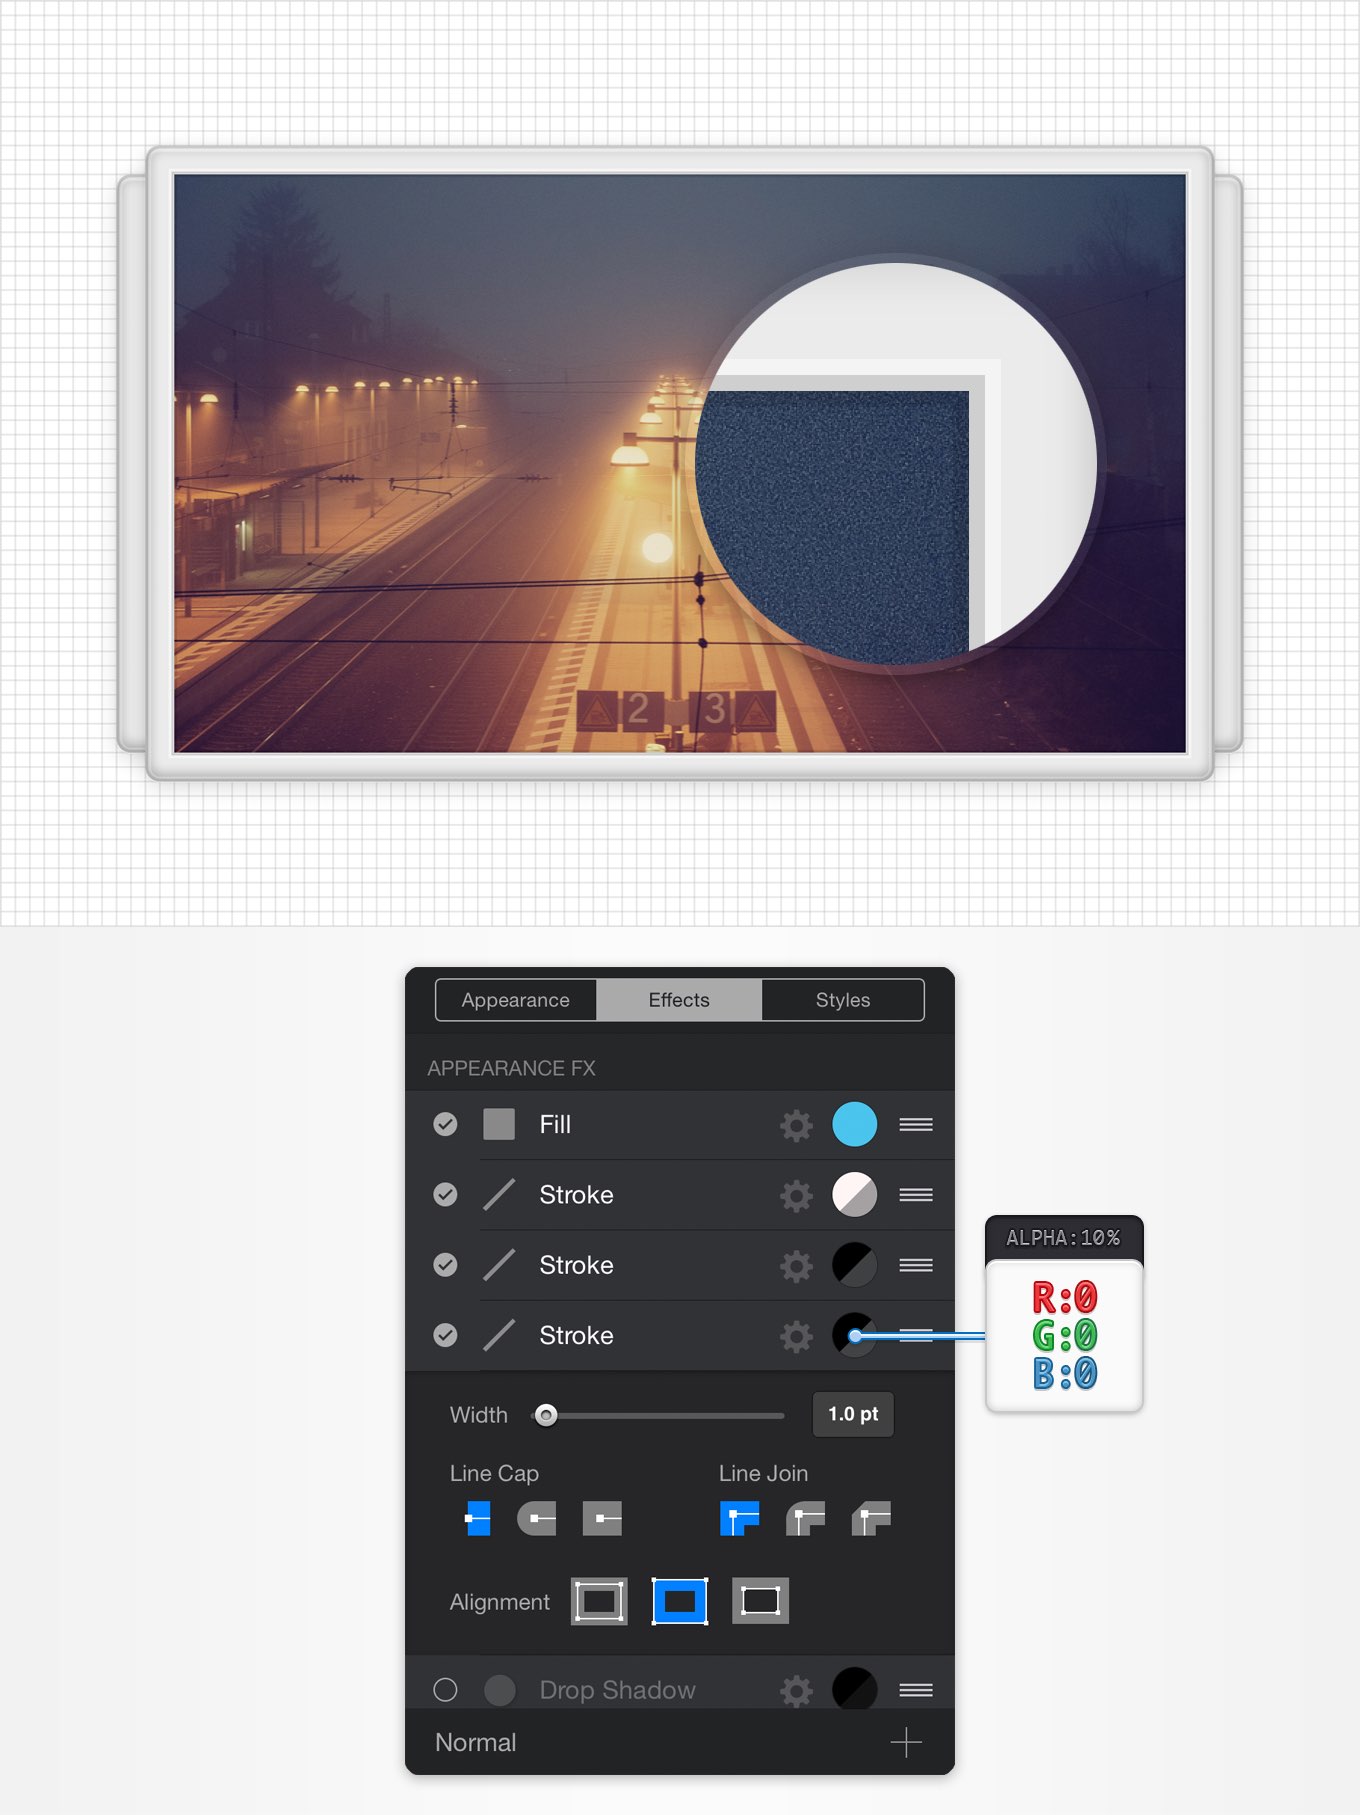 2 3
Appearance Effects Styles
APPEARANCE FX
Fill
Stroke
Stroke
Stroke
ALPHA:10%
R:0
G:0
B:0
Width 1.0 pt
Line Cap Line Join
Alignment
Drop Shadow
Normal